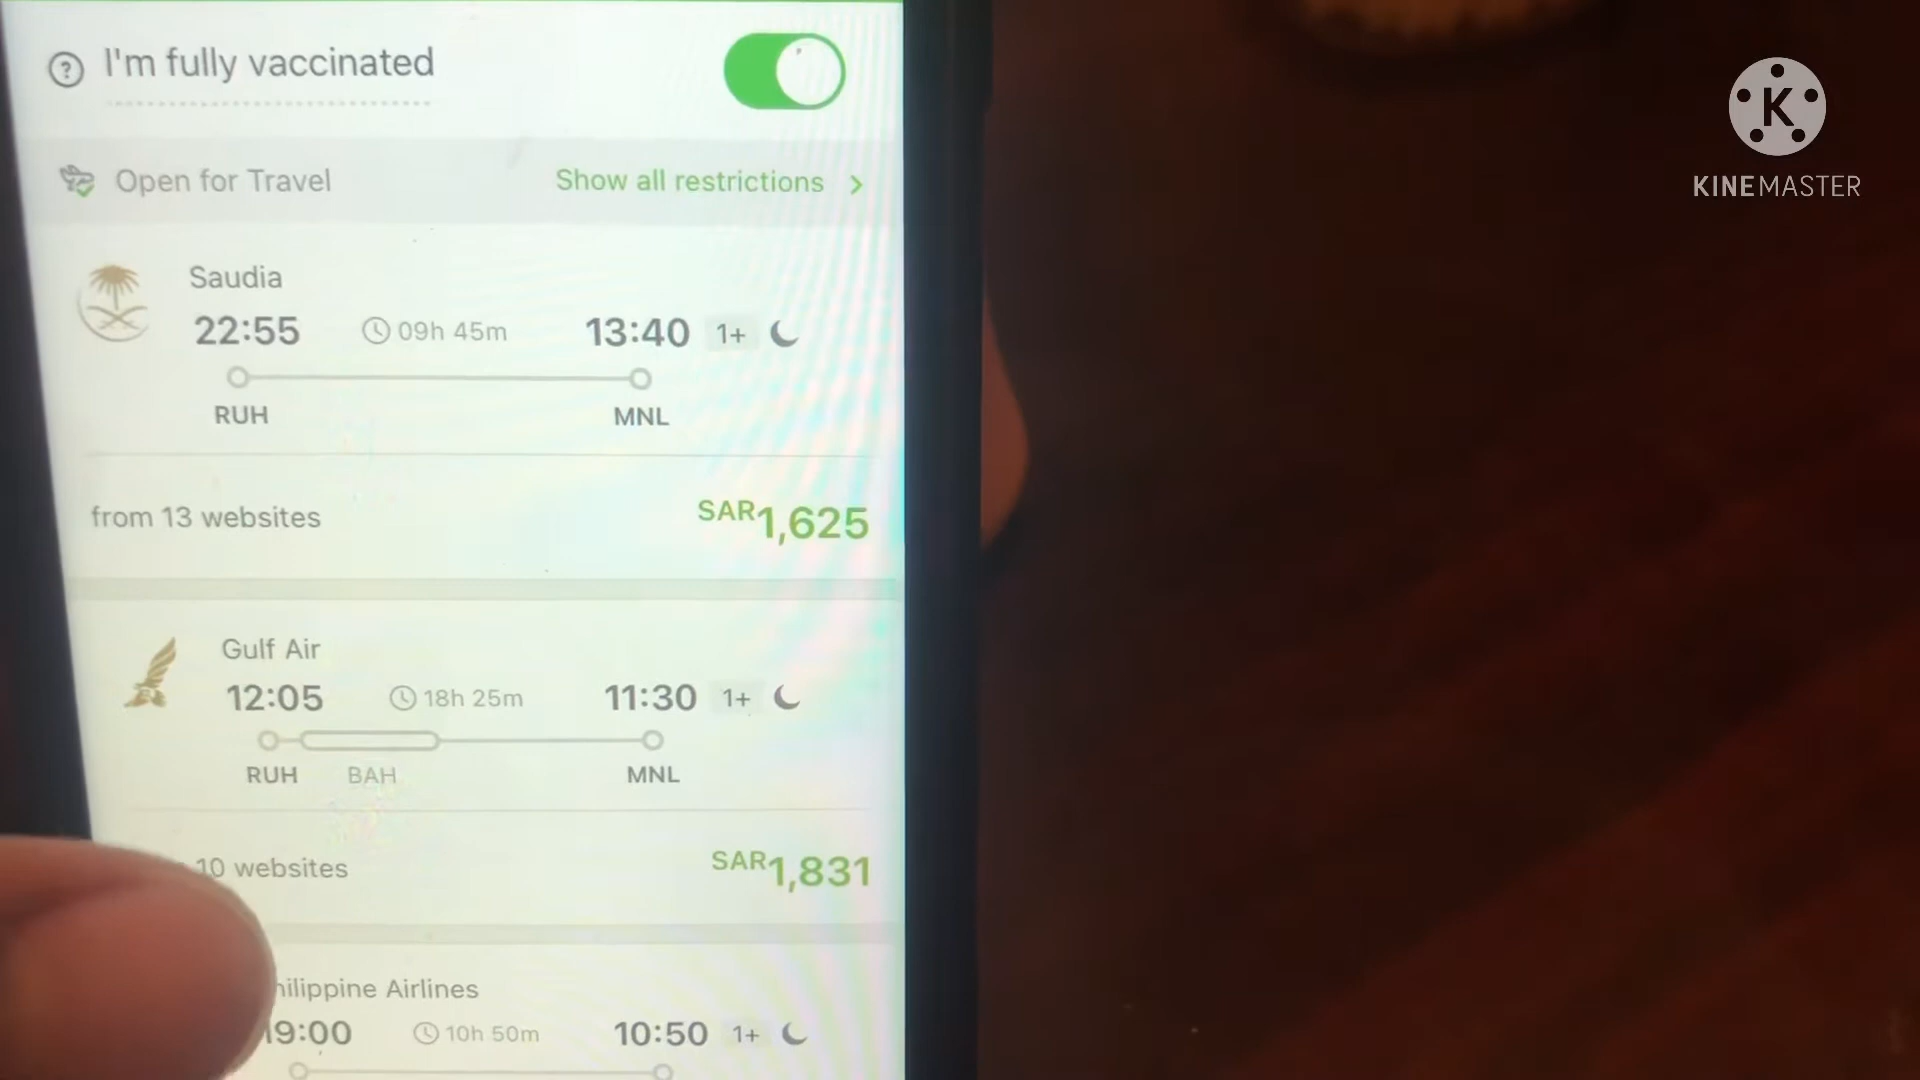 I'm fully vaccinated
Open for Travel Show all restrictions
Saudia
22:55 09h 45m 13:40 1+
RUH MNL
from 13 websites SAR1,625
Gulf Air
12:05 18h 25m 11:30 1+
RUH BAH MNL
10 websites SAR1,831
hilippine Airlines
19:00 10h 50m 10:50 1+
K
KINEMASTER